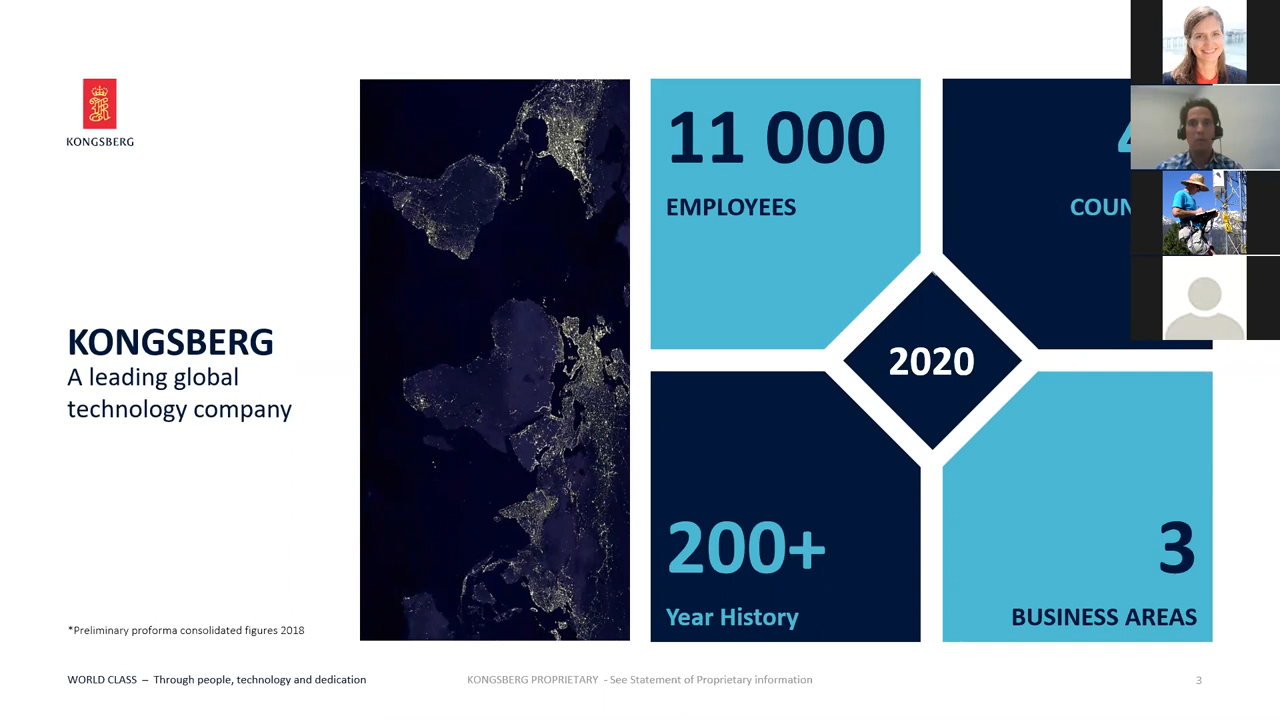 KONGSBERG
KONGSBERG
A leading global
technology company
*Preliminary proforma consolidated figures 2018
11 000
EMPLOYEES
2020
200+
Year History
3
BUSINESS AREAS
WORLD CLASS – Through people, technology and dedication
KONGSBERG PROPRIETARY - See Statement of Proprietary information
3